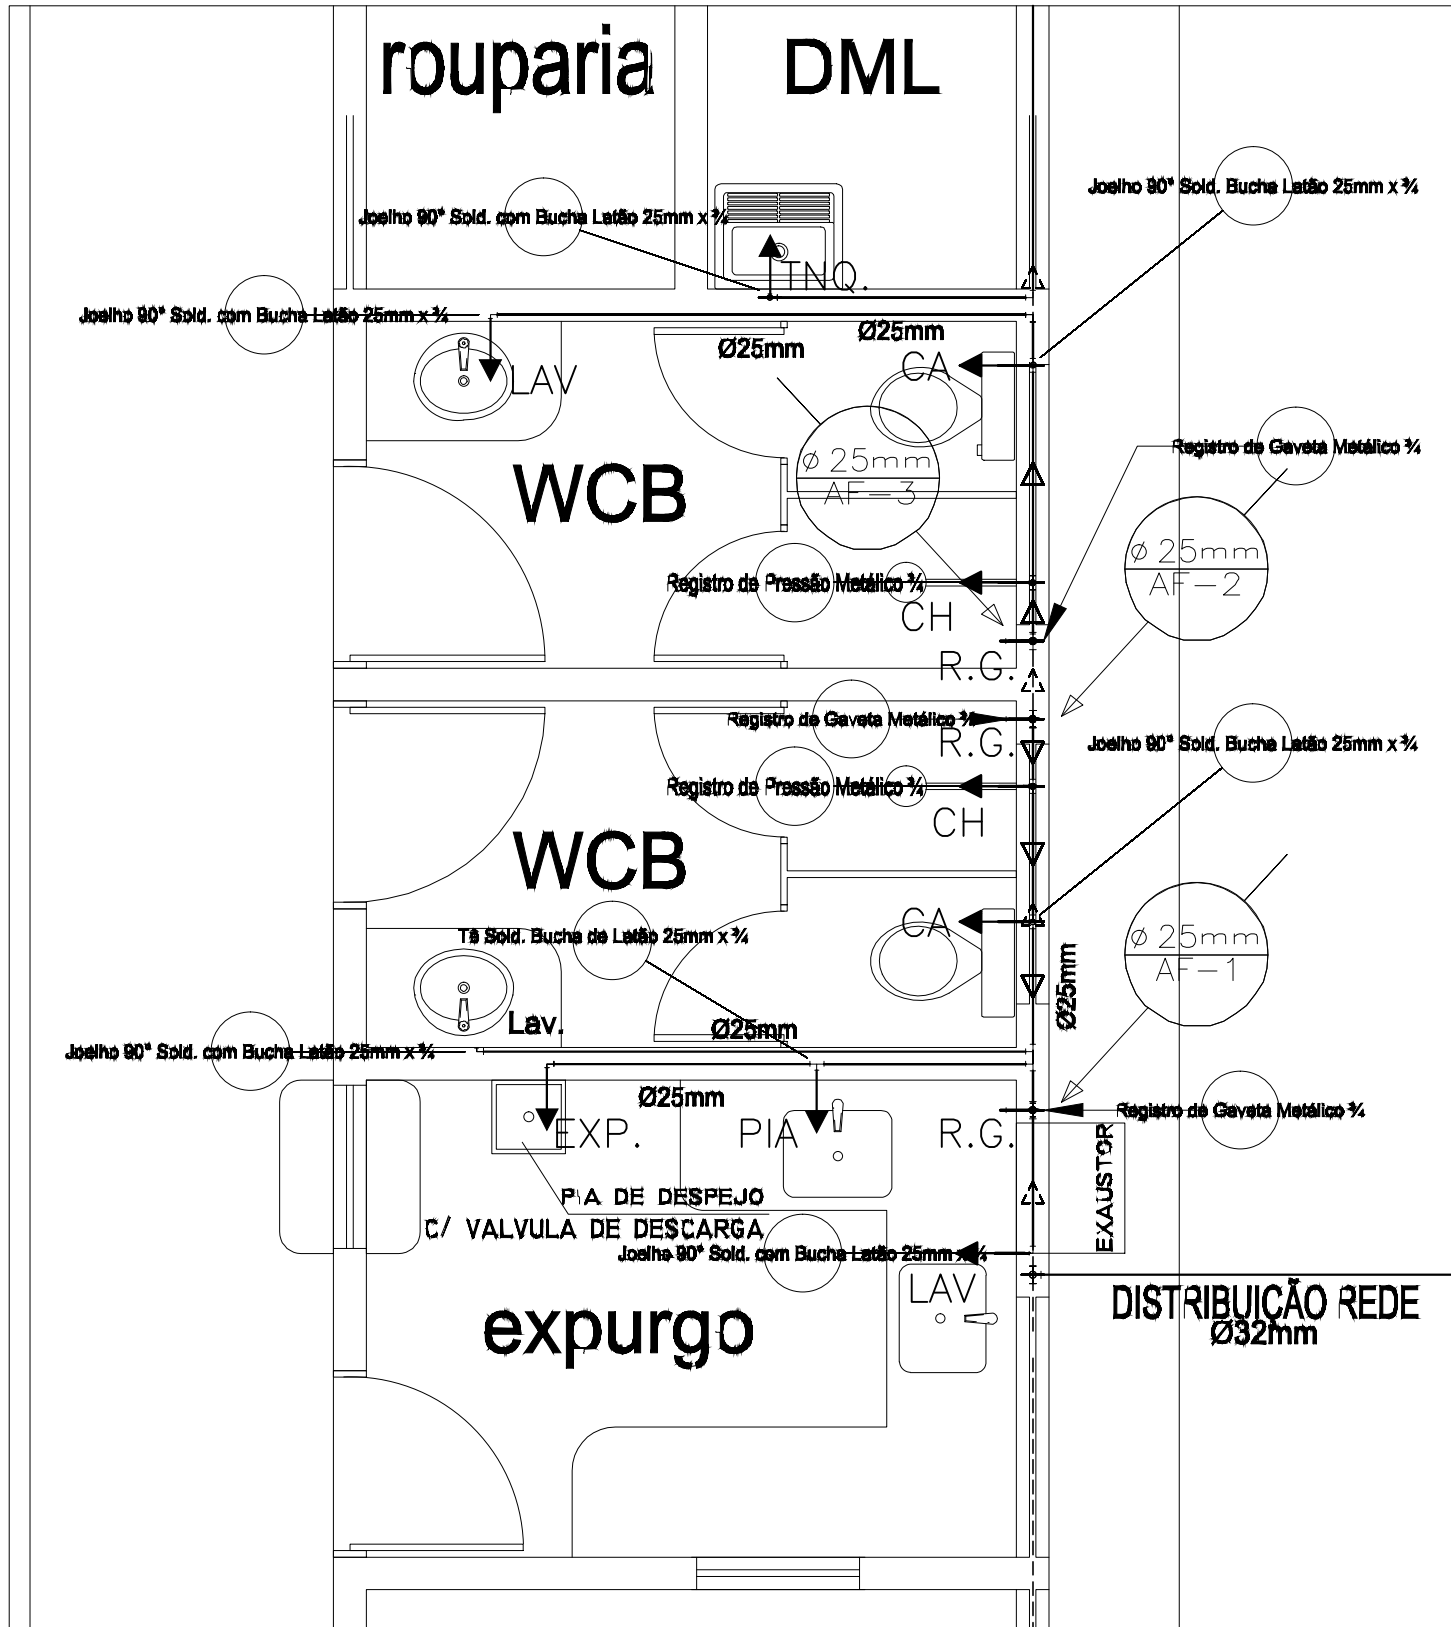 rouparia
DML
Joelho 90° Sold. Bucha Latão 25mm x ¾
Joelho 90° Sold. com Bucha Latão 25mm x ¾
TNQ.
Joelho 90° Sold. com Bucha Latão 25mm x ¾
Ø25mm
Ø25mm
CA
LAV
Registro de Gaveta Metálico ¾
ø 25mm
AF-3
WCB
ø 25mm
AF-2
Registro de Pressão Metálico ¾
CH
R.G.
Registro de Gaveta Metálico ¾
R.G.
Joelho 90° Sold. Bucha Latão 25mm x ¾
Registro de Pressão Metálico ¾
CH
WCB
CA
Tê Sold. Bucha de Latão 25mm x ¾
ø 25mm
AF-1
Ø25mm
Lav.
Ø25mm
Joelho 90° Sold. com Bucha Latão 25mm x ¾
Ø25mm
Registro de Gaveta Metálico ¾
EXP.
PIA
R.G.
EXAUSTOR
PIA DE DESPEJO
C/ VALVULA DE DESCARGA
Joelho 90° Sold. com Bucha Latão 25mm x ¾
LAV
DISTRIBUIÇÃO REDE
Ø32mm
expurgo